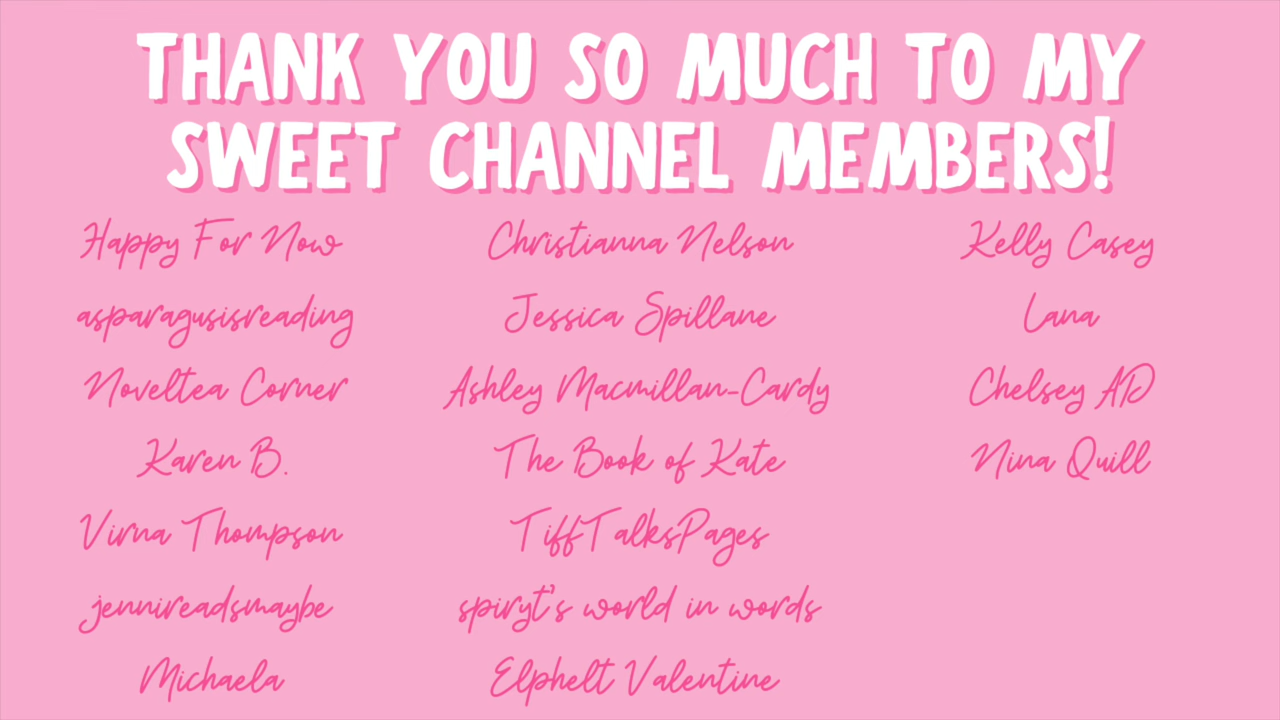 THANK YOU SO MUCH TO MY
SWEET CHANNEL MEMBERS!
Happy For Now
asparagusisreading
Noveltea Corner
Karen B.
Virna Thompson
jennireadsmaybe
Michaela
Christianna Nelson
Jessica Spillane
Ashley Macmillan-Cardy
The Book of Kate
TiffTalksPages
spiryt's world in words
Elphelt Valentine
Kelly Casey
Lana
Chelsey AD
Nina Quill